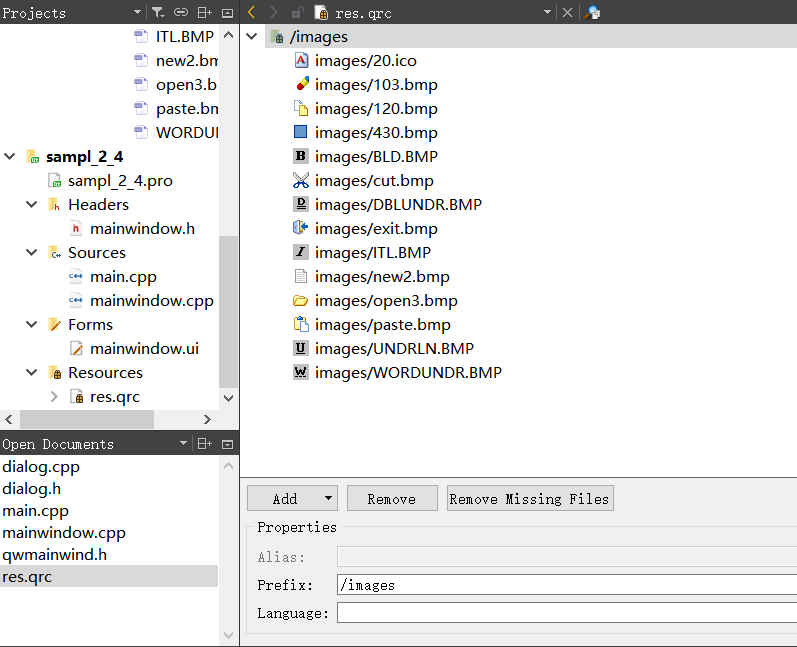 Projects
ITL.BMP
new2.bm
open3.b
paste.bm
WORDU
sampl_2_4
sampl_2_4.pro
Headers
mainwindow.h
Sources
main.cpp
mainwindow.cpp
Forms
mainwindow.ui
Resources
res.qrc
Open Documents
dialog.cpp
dialog.h
main.cpp
mainwindow.cpp
qwmainwind.h
res.qrc
res.qrc
/images
images/20.ico
images/103.bmp
images/120.bmp
images/430.bmp
images/BLD.BMP
images/cut.bmp
images/DBLUNDR.BMP
images/exit.bmp
images/ITL.BMP
images/new2.bmp
images/open3.bmp
images/paste.bmp
images/UNDRLN.BMP
images/WORDUNDR.BMP
Add Remove Remove Missing Files
Properties
Alias:
Prefix: /images
Language: